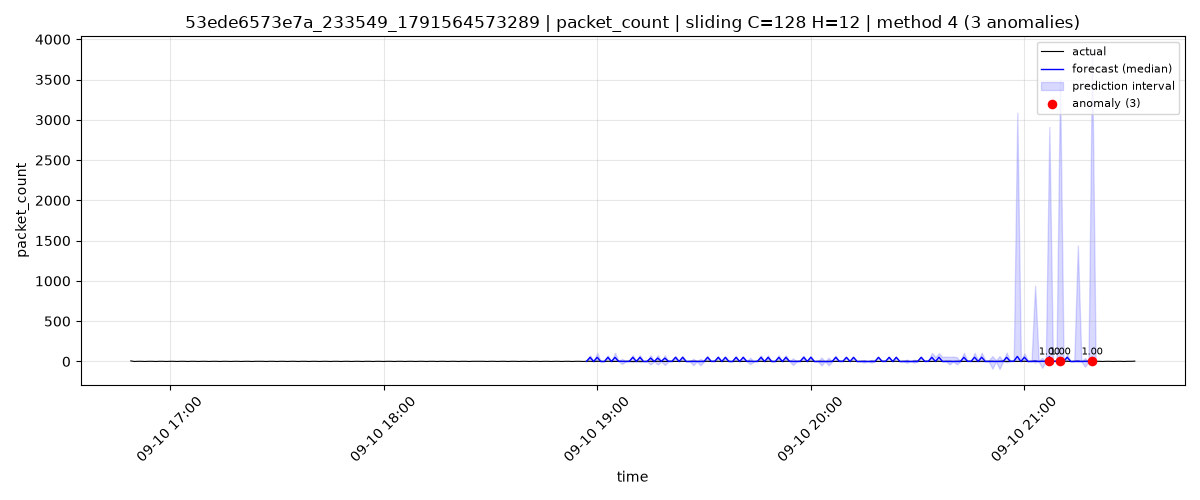 53ede6573e7a_233549_1791564573289 | packet_count | sliding C=128 H=12 | method 4 (3 anomalies)
packet_count
4000
3500
3000
2500
2000
1500
1000
500
0
actual
forecast (median)
prediction interval
anomaly (3)
1.00
09-10 17:00
09-10 18:00
09-10 19:00
09-10 20:00
09-10 21:00
time